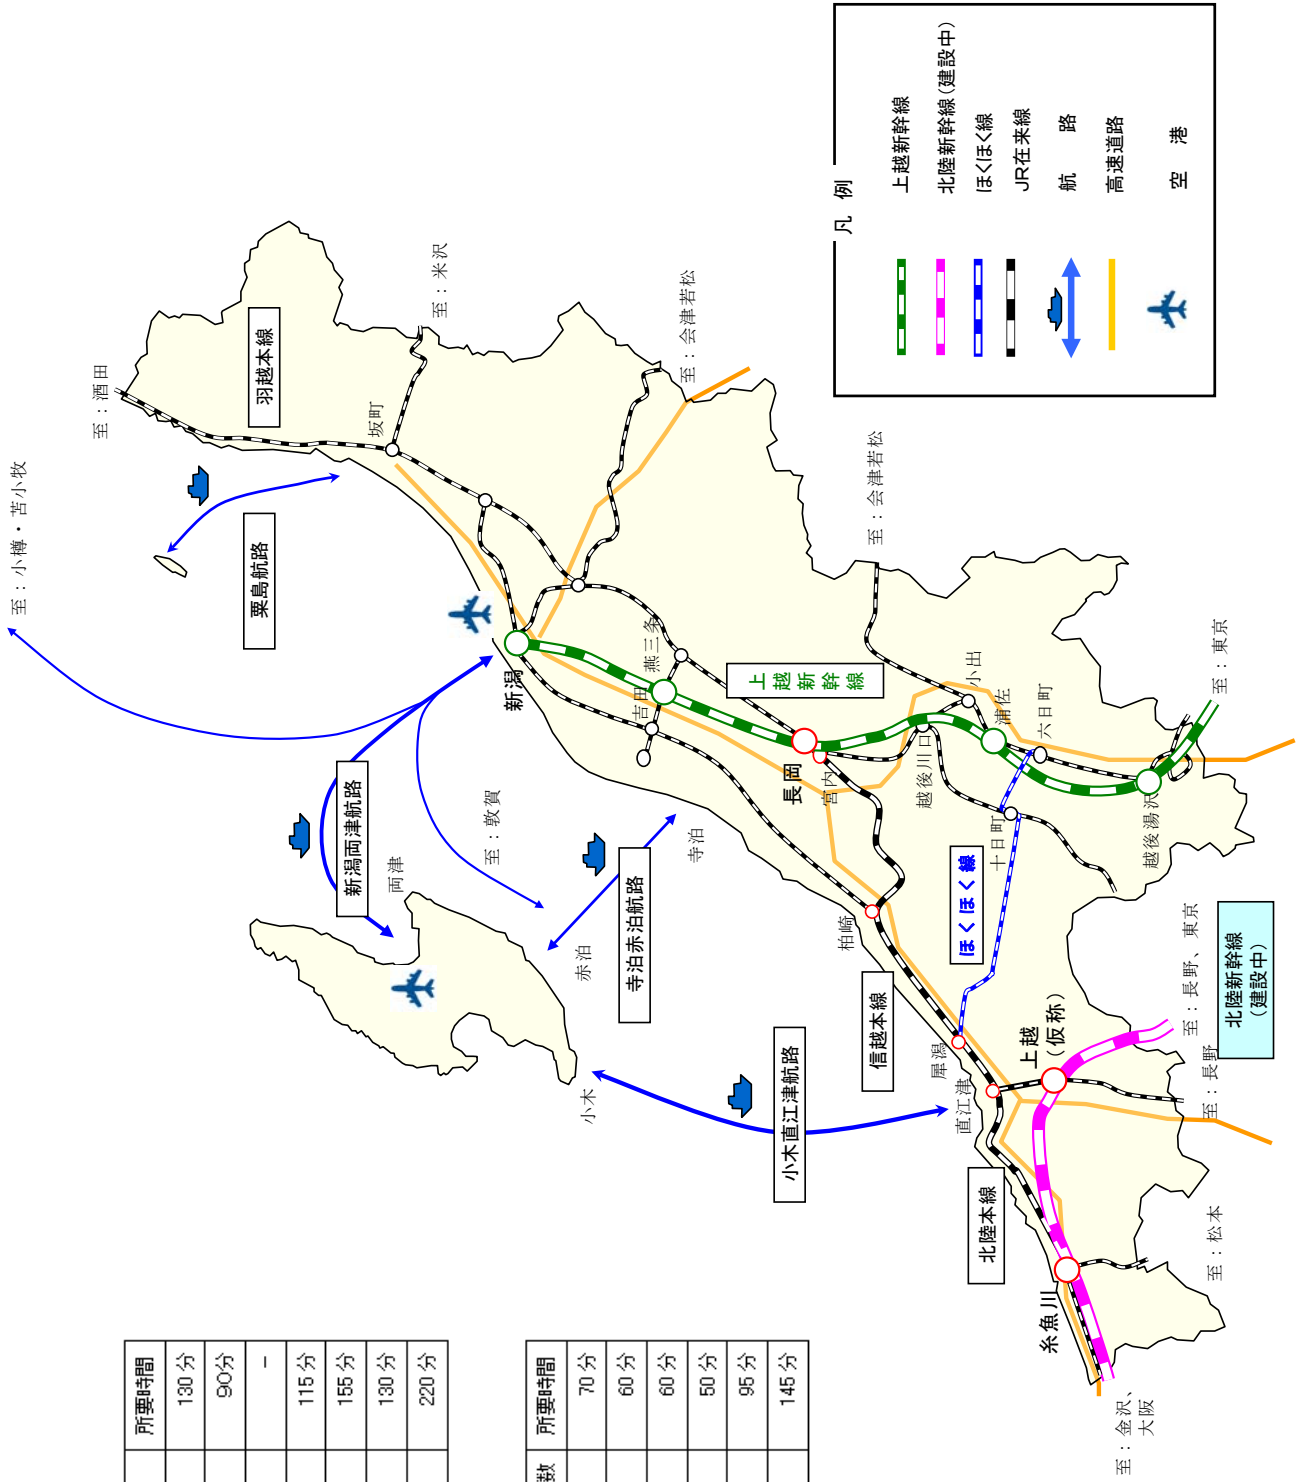 凡　例
上越新幹線
北陸新幹線(建設中)
ほくほく線
JR在来線
航　路
高速道路
空　港
至：小樽・苫小牧
至：酒田
羽越本線
至：米沢
坂町
粟島航路
至：会津若松
新潟
燕三条
吉田
上越新幹線
至：会津若松
小出
浦佐
六日町
至：東京
長岡
宮内
越後川口
十日町
越後湯沢
新潟両津航路
両津
至：敦賀
寺泊
寺泊赤泊航路
赤泊
小木
小木直江津航路
柏崎
信越本線
ほくほく線
犀潟
直江津
上越
(仮称)
至：長野、東京
北陸新幹線
(建設中)
至：長野
北陸本線
至：松本
糸魚川
至：金沢、
大阪
所要時間
130分
90分
－
115分
155分
130分
220分
数
所要時間
70分
60分
60分
50分
95分
145分